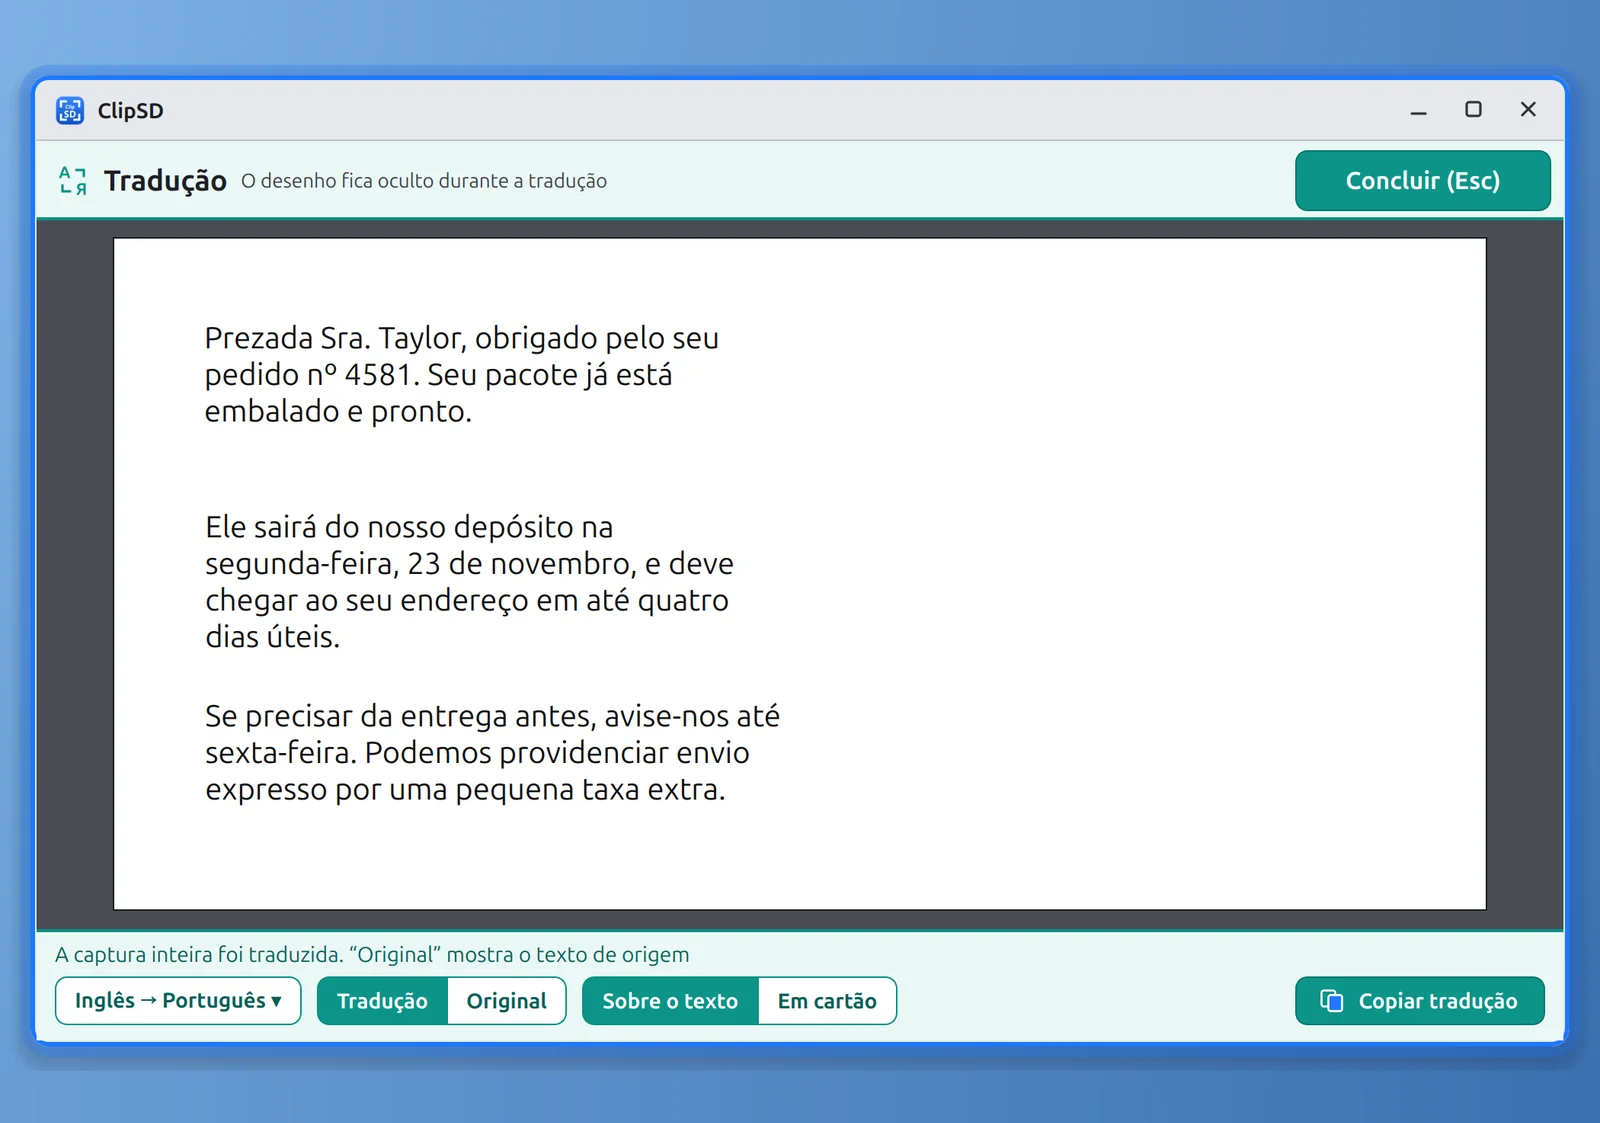 ClipSD
Tradução O desenho fica oculto durante a tradução
Concluir (Esc)
Prezada Sra. Taylor, obrigado pelo seu
pedido nº 4581. Seu pacote já está
embalado e pronto.
Ele sairá do nosso depósito na
segunda-feira, 23 de novembro, e deve
chegar ao seu endereço em até quatro
dias úteis.
Se precisar da entrega antes, avise-nos até
sexta-feira. Podemos providenciar envio
expresso por uma pequena taxa extra.
A captura inteira foi traduzida. “Original” mostra o texto de origem
Inglês → Português ▾
Tradução
Original
Sobre o texto
Em cartão
Copiar tradução